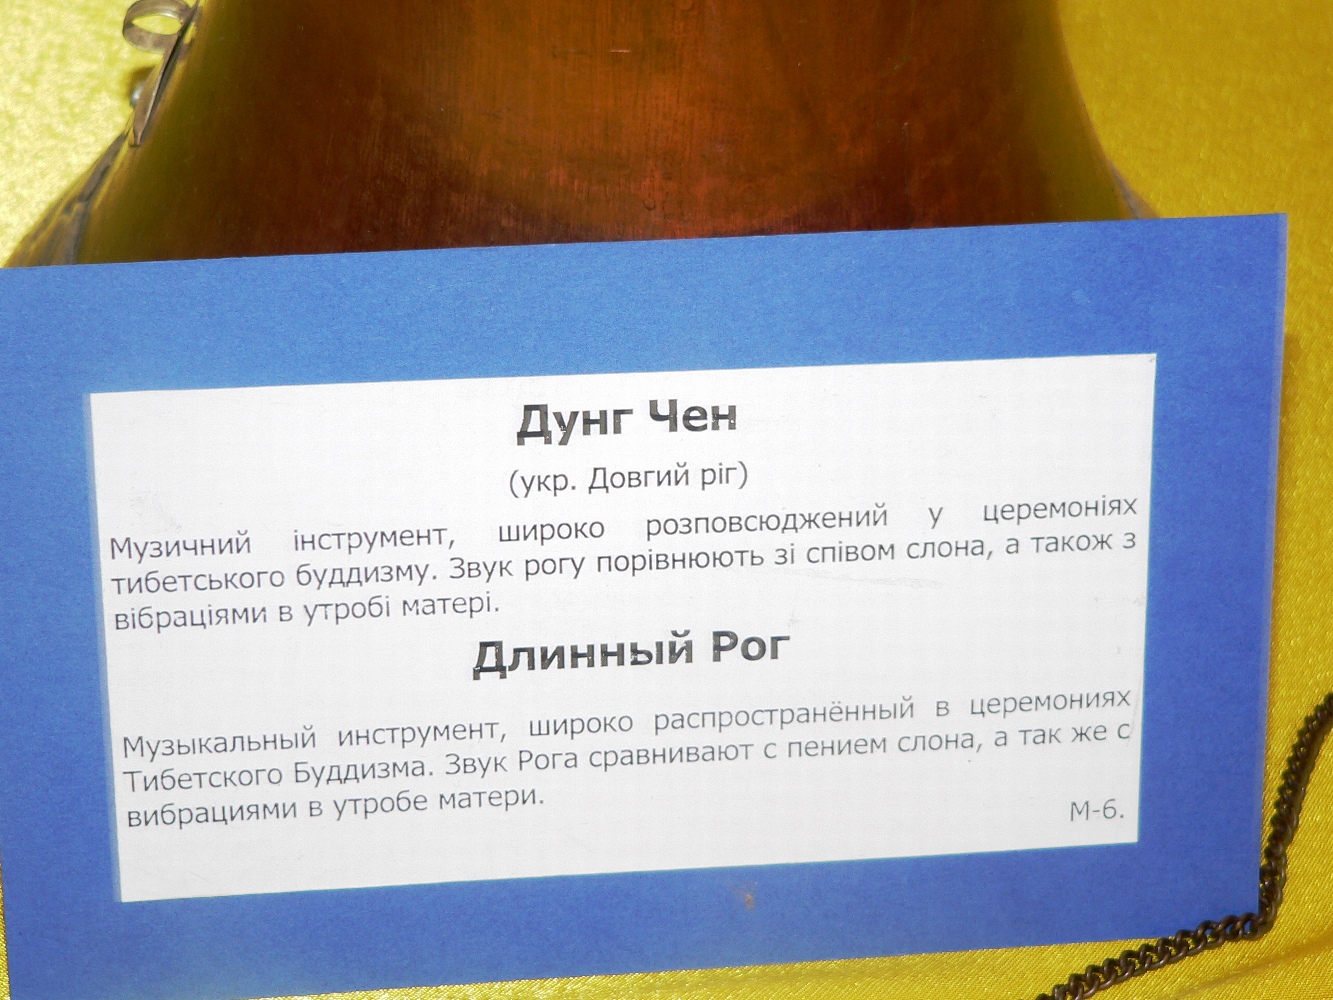 Дунг Чен
(укр. Довгий ріг)
Музичний інструмент, широко розповсюджений у церемоніях
тибетського буддизму. Звук рогу порівнюють зі співом слона, а також з
вібраціями в утробі матері.
Длинный Рог
Музыкальный инструмент, широко распространённый в церемониях
Тибетского Буддизма. Звук Рога сравнивают с пением слона, а так же с
вибрациями в утробе матери.
М-6.